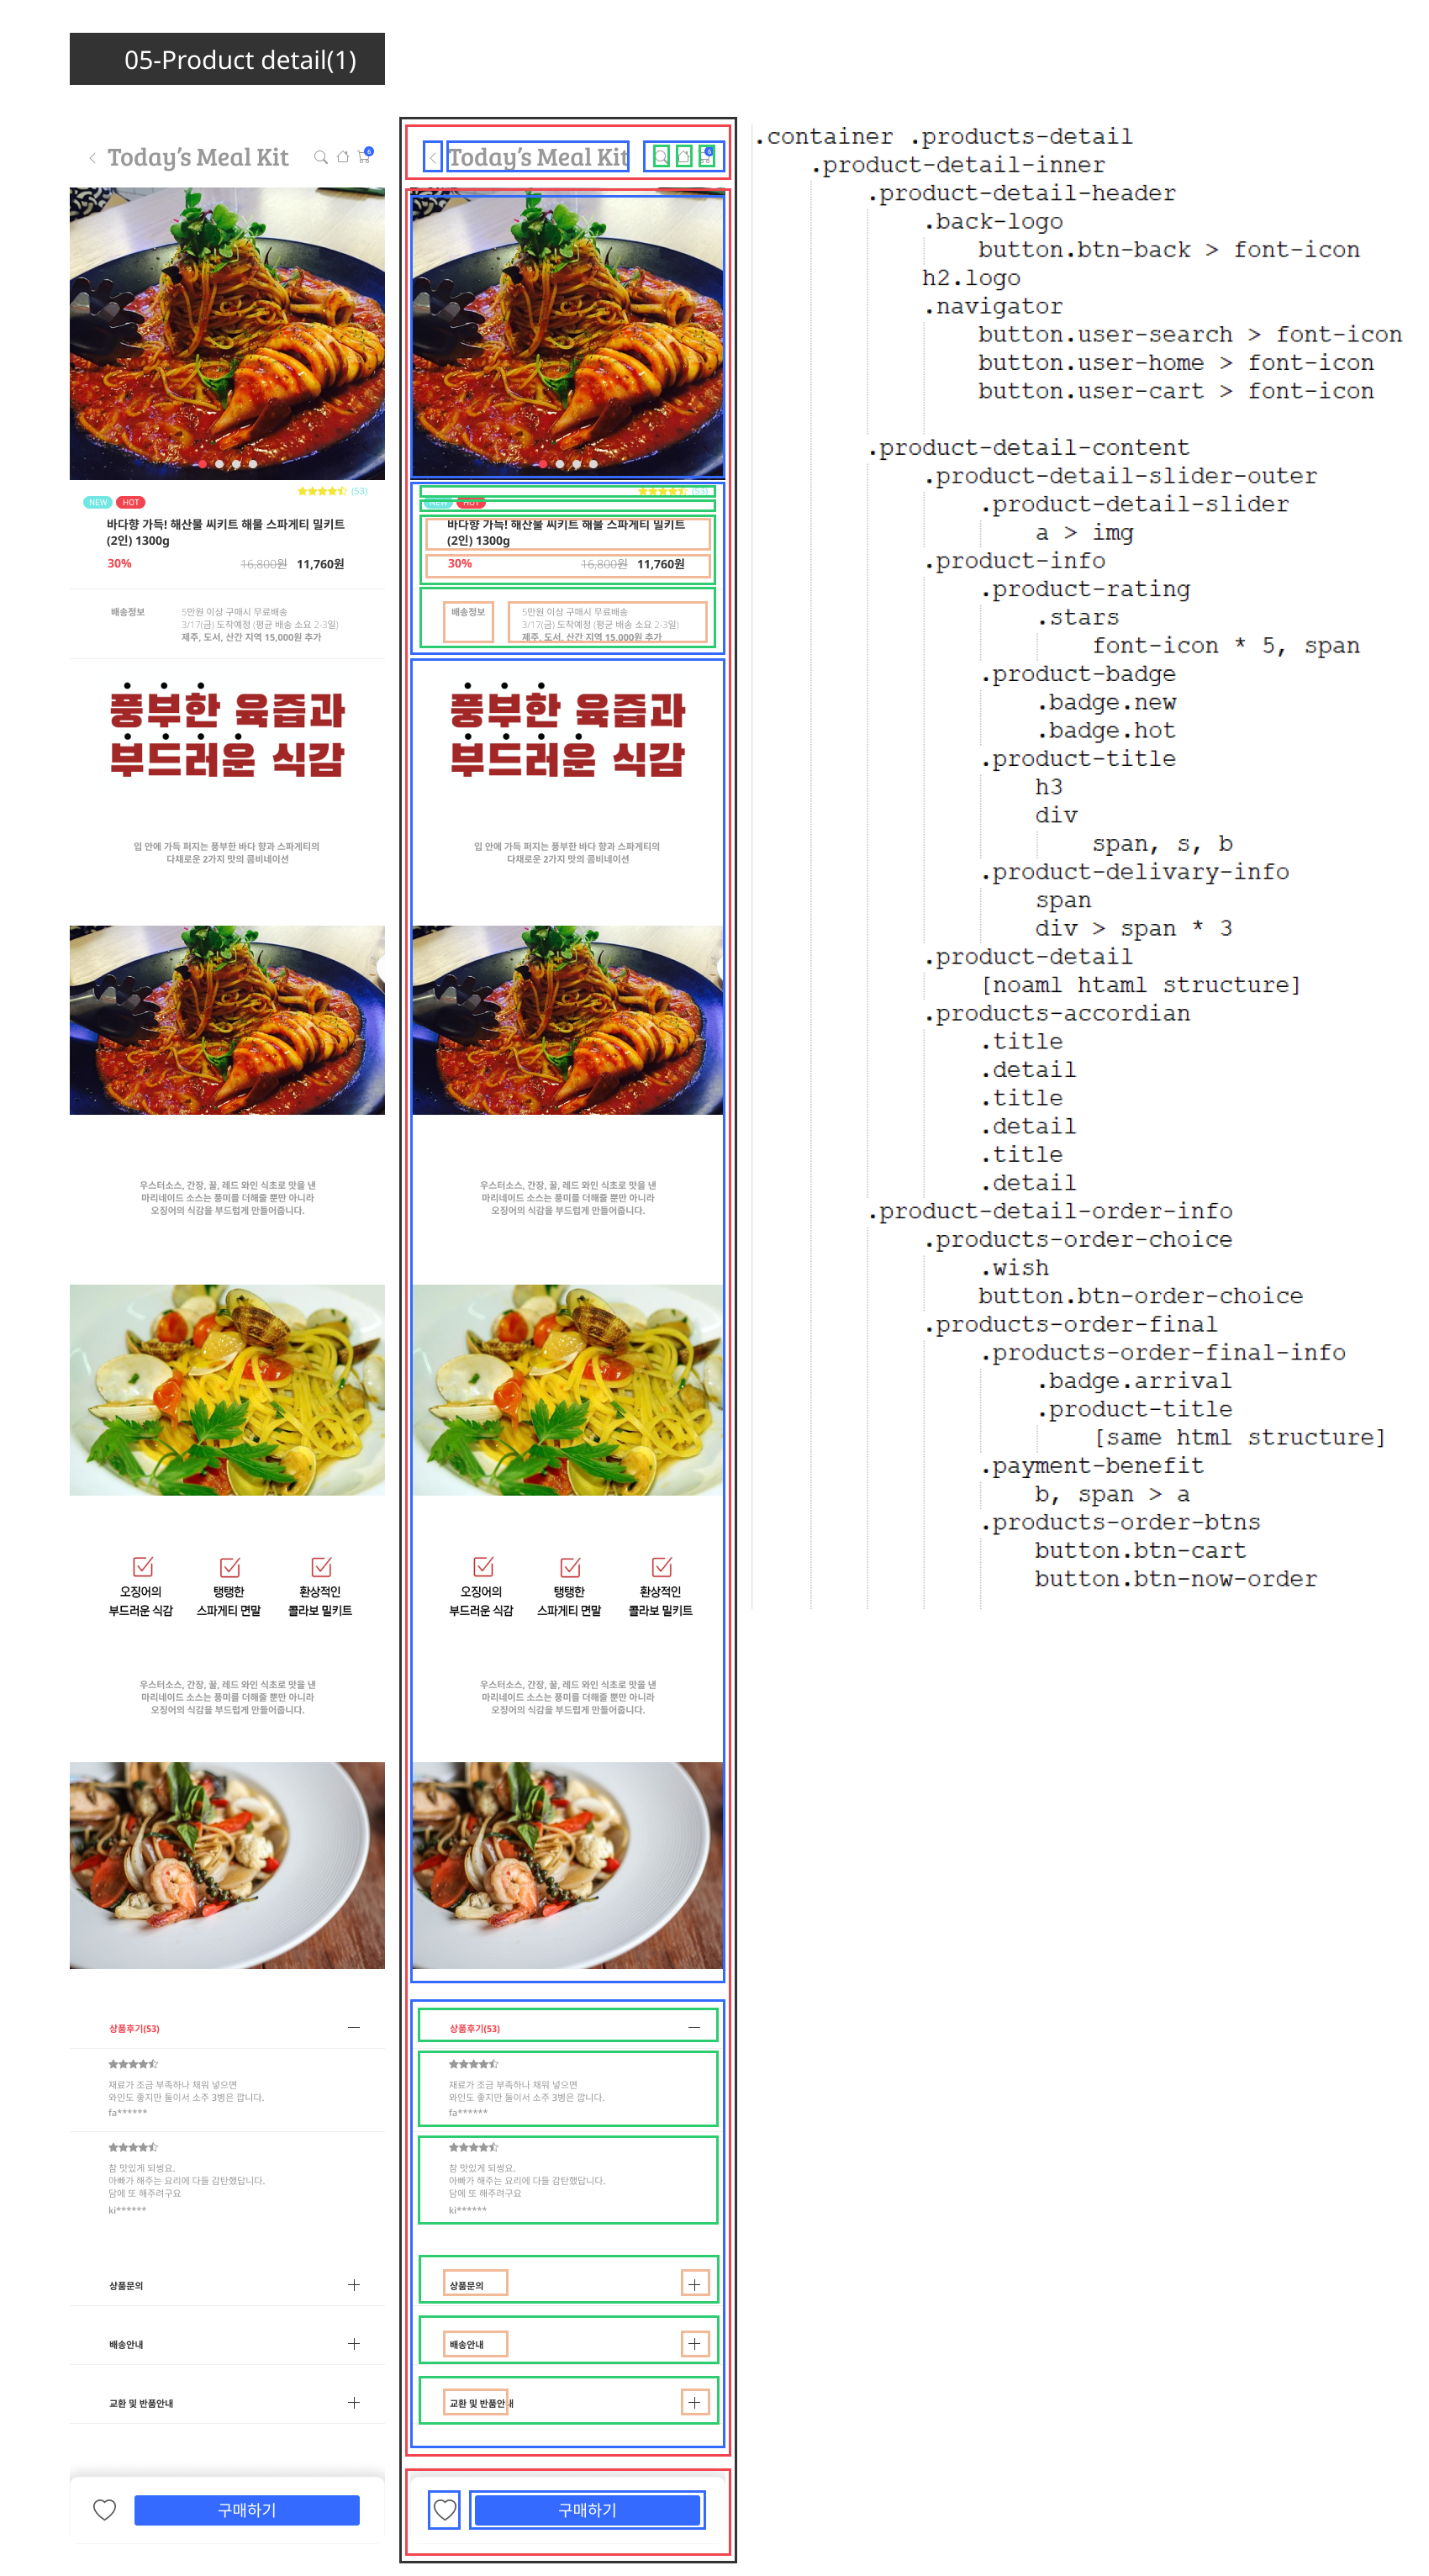 05-Product detail(1)
Today's Meal Kit
6
NEW HOT
(53)
바다향 가득! 해산물 씨키트 해물 스파게티 밀키트
(2인) 1300g
30% 16,800원 11,760원
배송정보
5만원 이상 구매시 무료배송
3/17(금) 도착예정 (평균 배송 소요 2-3일)
제주, 도서, 산간 지역 15,000원 추가
풍부한 육즙과
부드러운 식감
입 안에 가득 퍼지는 풍부한 바다 향과 스파게티의
다채로운 2가지 맛의 콤비네이션
우스터소스, 간장, 꿀, 레드 와인 식초로 맛을 낸
마리네이드 소스는 풍미를 더해줄 뿐만 아니라
오징어의 식감을 부드럽게 만들어줍니다.
오징어의
부드러운 식감
탱탱한
스파게티 면말
환상적인
콜라보 밀키트
우스터소스, 간장, 꿀, 레드 와인 식초로 맛을 낸
마리네이드 소스는 풍미를 더해줄 뿐만 아니라
오징어의 식감을 부드럽게 만들어줍니다.
상품후기(53)
재료가 조금 부족하나 채워 넣으면
와인도 좋지만 둘이서 소주 3병은 깝니다.
fa******
참 맛있게 되썽요.
아빠가 해주는 요리에 다들 감탄했답니다.
담에 또 해주려구요
ki******
상품문의
배송안내
교환 및 반품안내
구매하기
Today's Meal Kit
6
NEW HOT
(53)
바다향 가득! 해산물 씨키트 해물 스파게티 밀키트
(2인) 1300g
30% 16,800원 11,760원
배송정보
5만원 이상 구매시 무료배송
3/17(금) 도착예정 (평균 배송 소요 2-3일)
제주, 도서, 산간 지역 15,000원 추가
풍부한 육즙과
부드러운 식감
입 안에 가득 퍼지는 풍부한 바다 향과 스파게티의
다채로운 2가지 맛의 콤비네이션
우스터소스, 간장, 꿀, 레드 와인 식초로 맛을 낸
마리네이드 소스는 풍미를 더해줄 뿐만 아니라
오징어의 식감을 부드럽게 만들어줍니다.
오징어의
부드러운 식감
탱탱한
스파게티 면말
환상적인
콜라보 밀키트
우스터소스, 간장, 꿀, 레드 와인 식초로 맛을 낸
마리네이드 소스는 풍미를 더해줄 뿐만 아니라
오징어의 식감을 부드럽게 만들어줍니다.
상품후기(53)
재료가 조금 부족하나 채워 넣으면
와인도 좋지만 둘이서 소주 3병은 깝니다.
fa******
참 맛있게 되썽요.
아빠가 해주는 요리에 다들 감탄했답니다.
담에 또 해주려구요
ki******
상품문의
배송안내
교환 및 반품안내
구매하기
.container .products-detail
.product-detail-inner
.product-detail-header
.back-logo
button.btn-back > font-icon
h2.logo
.navigator
button.user-search > font-icon
button.user-home > font-icon
button.user-cart > font-icon
.product-detail-content
.product-detail-slider-outer
.product-detail-slider
a > img
.product-info
.product-rating
.stars
font-icon * 5, span
.product-badge
.badge.new
.badge.hot
.product-title
h3
div
span, s, b
.product-delivary-info
span
div > span * 3
.product-detail
[noaml htaml structure]
.products-accordian
.title
.detail
.title
.detail
.title
.detail
.product-detail-order-info
.products-order-choice
.wish
button.btn-order-choice
.products-order-final
.products-order-final-info
.badge.arrival
.product-title
[same html structure]
.payment-benefit
b, span > a
.products-order-btns
button.btn-cart
button.btn-now-order